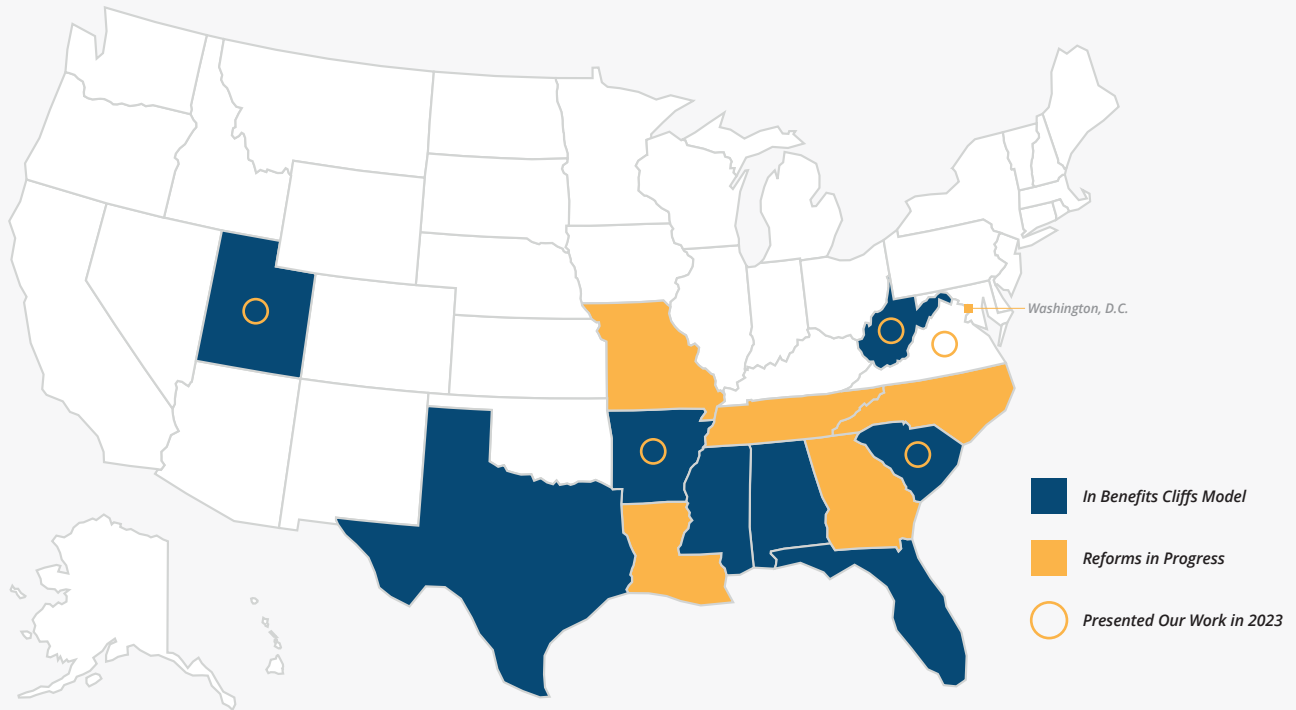 Washington, D.C.
In Benefits Cliffs Model
Reforms in Progress
Presented Our Work in 2023